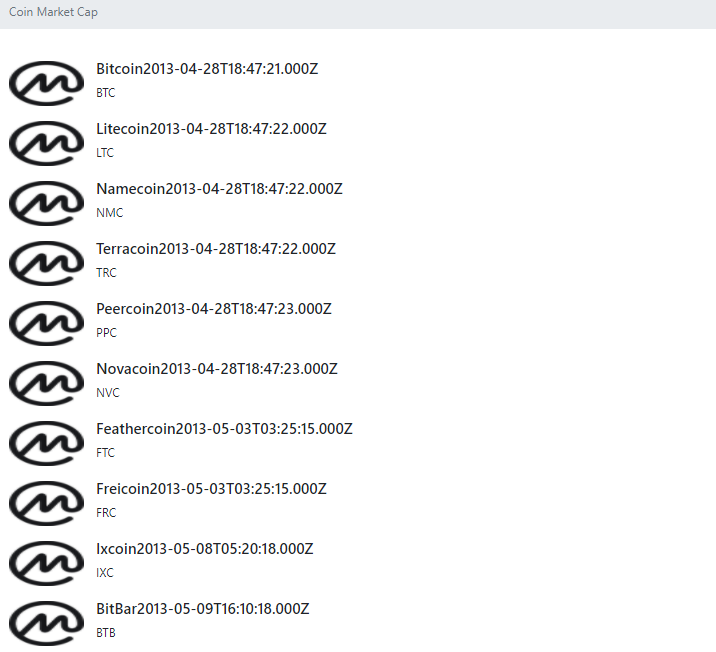 Coin Market Cap
Bitcoin2013-04-28T18:47:21.000Z
BTC
Litecoin2013-04-28T18:47:22.000Z
LTC
Namecoin2013-04-28T18:47:22.000Z
NMC
Terracoin2013-04-28T18:47:22.000Z
TRC
Peercoin2013-04-28T18:47:23.000Z
PPC
Novacoin2013-04-28T18:47:23.000Z
NVC
Feathercoin2013-05-03T03:25:15.000Z
FTC
Freicoin2013-05-03T03:25:15.000Z
FRC
Ixcoin2013-05-08T05:20:18.000Z
IXC
BitBar2013-05-09T16:10:18.000Z
BTB